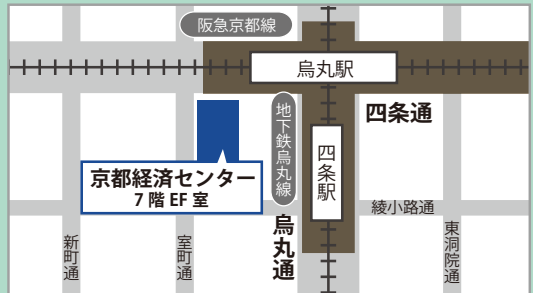 阪急京都線
烏丸駅
地下鉄烏丸線
四条通
四条駅
京都経済センター
7 階 EF 室
綾小路通
新町通
室町通
烏丸通
東洞院通